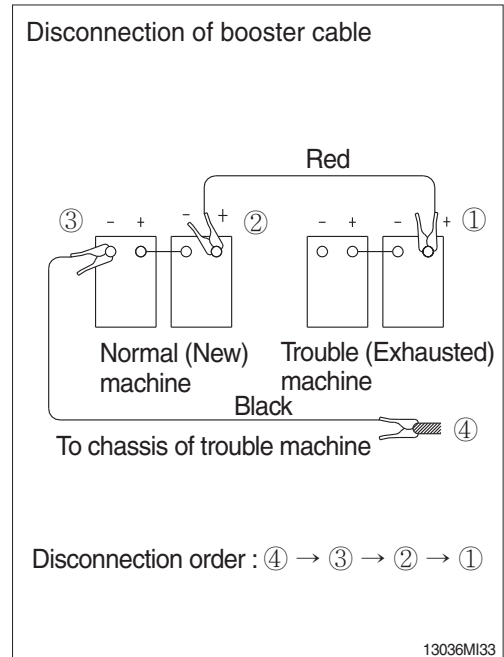 Disconnection of booster cable
Red
③ - + - + ② - + - + ①
Normal (New) machine
Trouble (Exhausted) machine
Black
④
To chassis of trouble machine
Disconnection order : ④ → ③ → ② → ①
13036MI33